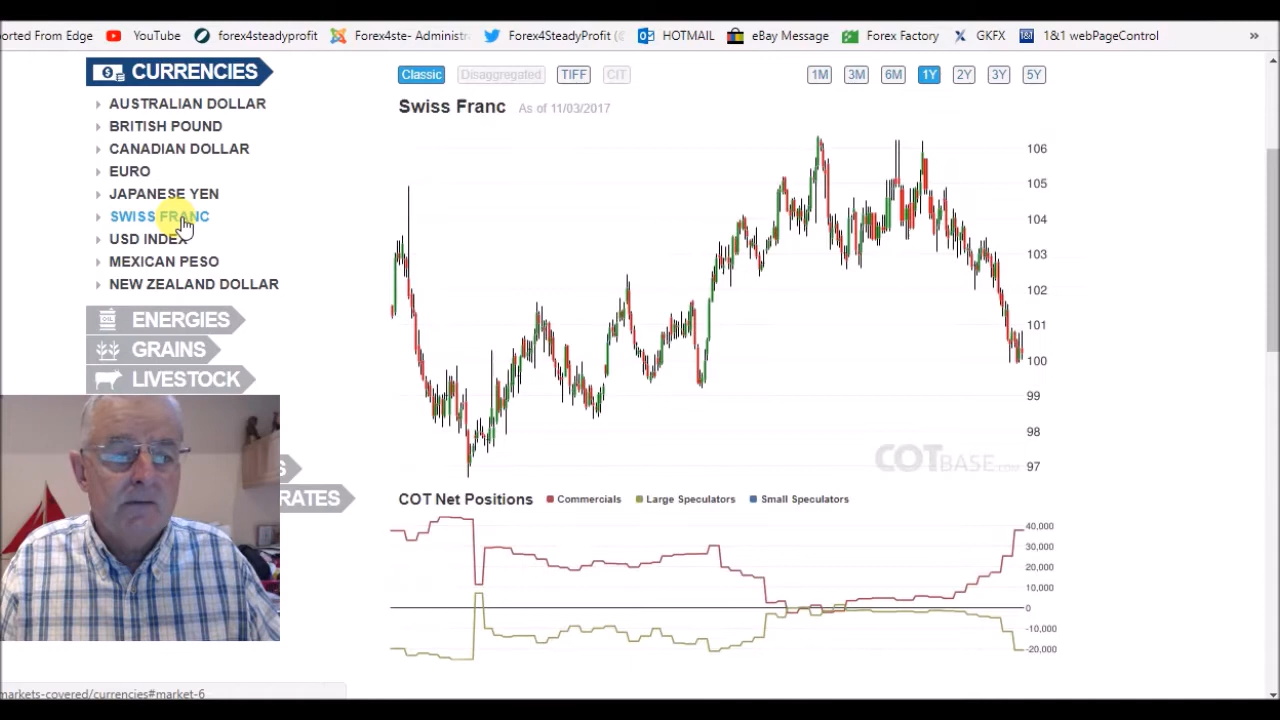 orted From Edge YouTube forex4steadyprofit Forex4ste- Administra Forex4SteadyProfit (@ HOTMAIL eBay Message Forex Factory GKFX 1&1 webPageControl »
CURRENCIES
AUSTRALIAN DOLLAR
BRITISH POUND
CANADIAN DOLLAR
EURO
JAPANESE YEN
SWISS FRANC
USD INDEX
MEXICAN PESO
NEW ZEALAND DOLLAR
ENERGIES
GRAINS
LIVESTOCK
S
RATES
Classic Disaggregated TIFF CIT 1M 3M 6M 1Y 2Y 3Y 5Y
Swiss Franc As of 11/03/2017
106
105
104
103
102
101
100
99
98
97
COTBASE.COM
COT Net Positions Commercials Large Speculators Small Speculators
40,000
30,000
20,000
10,000
0
-10,000
-20,000
markets-covered/currencies#market-6